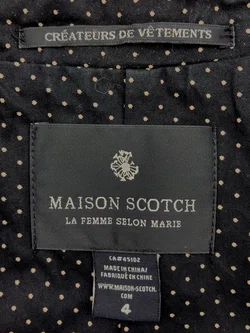 CRÉATEURS DE VÊTEMENTS
MAISON SCOTCH
LA FEMME SELON MARIE
CA#45102
MADE IN CHINA/
FABRIQUÉ EN CHINE
WWW.MAISON-SCOTCH.
COM
4